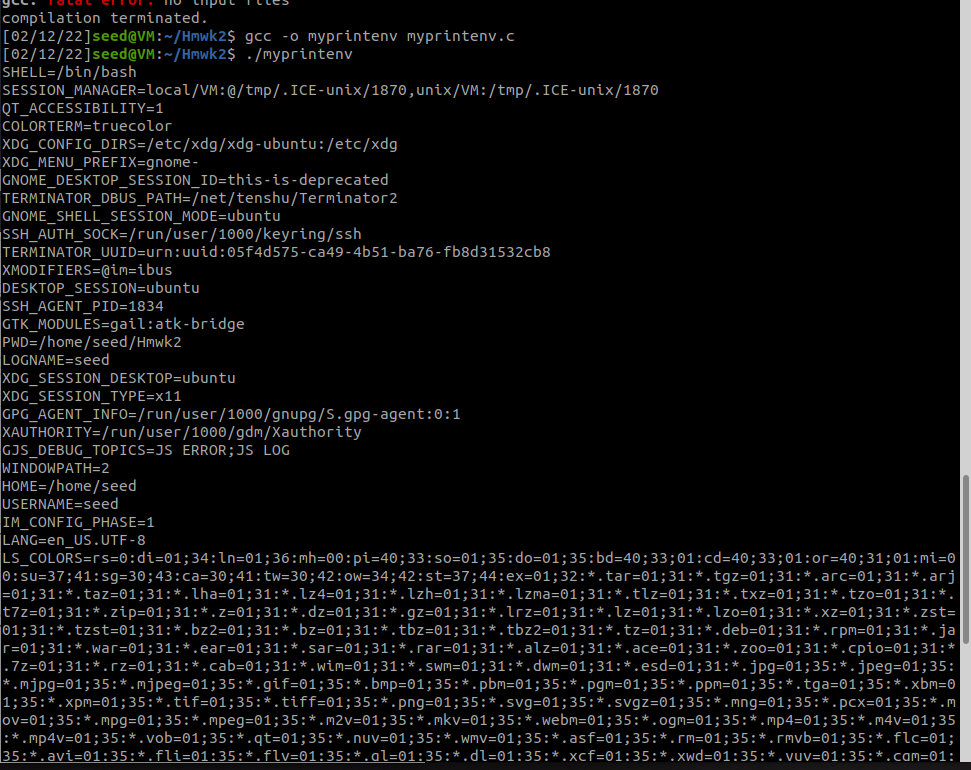 gcc: fatal error: no input files
compilation terminated.
[02/12/22]seed@VM:~/Hmwk2$ gcc -o myprintenv myprintenv.c
[02/12/22]seed@VM:~/Hmwk2$ ./myprintenv
SHELL=/bin/bash
SESSION_MANAGER=local/VM:@/tmp/.ICE-unix/1870,unix/VM:/tmp/.ICE-unix/1870
QT_ACCESSIBILITY=1
COLORTERM=truecolor
XDG_CONFIG_DIRS=/etc/xdg/xdg-ubuntu:/etc/xdg
XDG_MENU_PREFIX=gnome-
GNOME_DESKTOP_SESSION_ID=this-is-deprecated
TERMINATOR_DBUS_PATH=/net/tenshu/Terminator2
GNOME_SHELL_SESSION_MODE=ubuntu
SSH_AUTH_SOCK=/run/user/1000/keyring/ssh
TERMINATOR_UUID=urn:uuid:05f4d575-ca49-4b51-ba76-fb8d31532cb8
XMODIFIERS=@im=ibus
DESKTOP_SESSION=ubuntu
SSH_AGENT_PID=1834
GTK_MODULES=gail:atk-bridge
PWD=/home/seed/Hmwk2
LOGNAME=seed
XDG_SESSION_DESKTOP=ubuntu
XDG_SESSION_TYPE=x11
GPG_AGENT_INFO=/run/user/1000/gnupg/S.gpg-agent:0:1
XAUTHORITY=/run/user/1000/gdm/Xauthority
GJS_DEBUG_TOPICS=JS ERROR;JS LOG
WINDOWPATH=2
HOME=/home/seed
USERNAME=seed
IM_CONFIG_PHASE=1
LANG=en_US.UTF-8
LS_COLORS=rs=0:di=01;34:ln=01;36:mh=00:pi=40;33:so=01;35:do=01;35:bd=40;33;01:cd=40;33;01:or=40;31;01:mi=0
0:su=37;41:sg=30;43:ca=30;41:tw=30;42:ow=34;42:st=37;44:ex=01;32:*.tar=01;31:*.tgz=01;31:*.arc=01;31:*.arj
=01;31:*.taz=01;31:*.lha=01;31:*.lz4=01;31:*.lzh=01;31:*.lzma=01;31:*.tlz=01;31:*.txz=01;31:*.tzo=01;31:*.
t7z=01;31:*.zip=01;31:*.z=01;31:*.dz=01;31:*.gz=01;31:*.lrz=01;31:*.lz=01;31:*.lzo=01;31:*.xz=01;31:*.zst=
01;31:*.tzst=01;31:*.bz2=01;31:*.bz=01;31:*.tbz=01;31:*.tbz2=01;31:*.tz=01;31:*.deb=01;31:*.rpm=01;31:*.ja
r=01;31:*.war=01;31:*.ear=01;31:*.sar=01;31:*.rar=01;31:*.alz=01;31:*.ace=01;31:*.zoo=01;31:*.cpio=01;31:*
.7z=01;31:*.rz=01;31:*.cab=01;31:*.wim=01;31:*.swm=01;31:*.dwm=01;31:*.esd=01;31:*.jpg=01;35:*.jpeg=01;35:
*.mjpg=01;35:*.mjpeg=01;35:*.gif=01;35:*.bmp=01;35:*.pbm=01;35:*.pgm=01;35:*.ppm=01;35:*.tga=01;35:*.xbm=0
1;35:*.xpm=01;35:*.tif=01;35:*.tiff=01;35:*.png=01;35:*.svg=01;35:*.svgz=01;35:*.mng=01;35:*.pcx=01;35:*.m
ov=01;35:*.mpg=01;35:*.mpeg=01;35:*.m2v=01;35:*.mkv=01;35:*.webm=01;35:*.ogm=01;35:*.mp4=01;35:*.m4v=01;35
:*.mp4v=01;35:*.vob=01;35:*.qt=01;35:*.nuv=01;35:*.wmv=01;35:*.asf=01;35:*.rm=01;35:*.rmvb=01;35:*.flc=01;
35:*.avi=01;35:*.fli=01;35:*.flv=01;35:*.gl=01;35:*.dl=01;35:*.xcf=01;35:*.xwd=01;35:*.yuv=01;35:*.cgm=01;